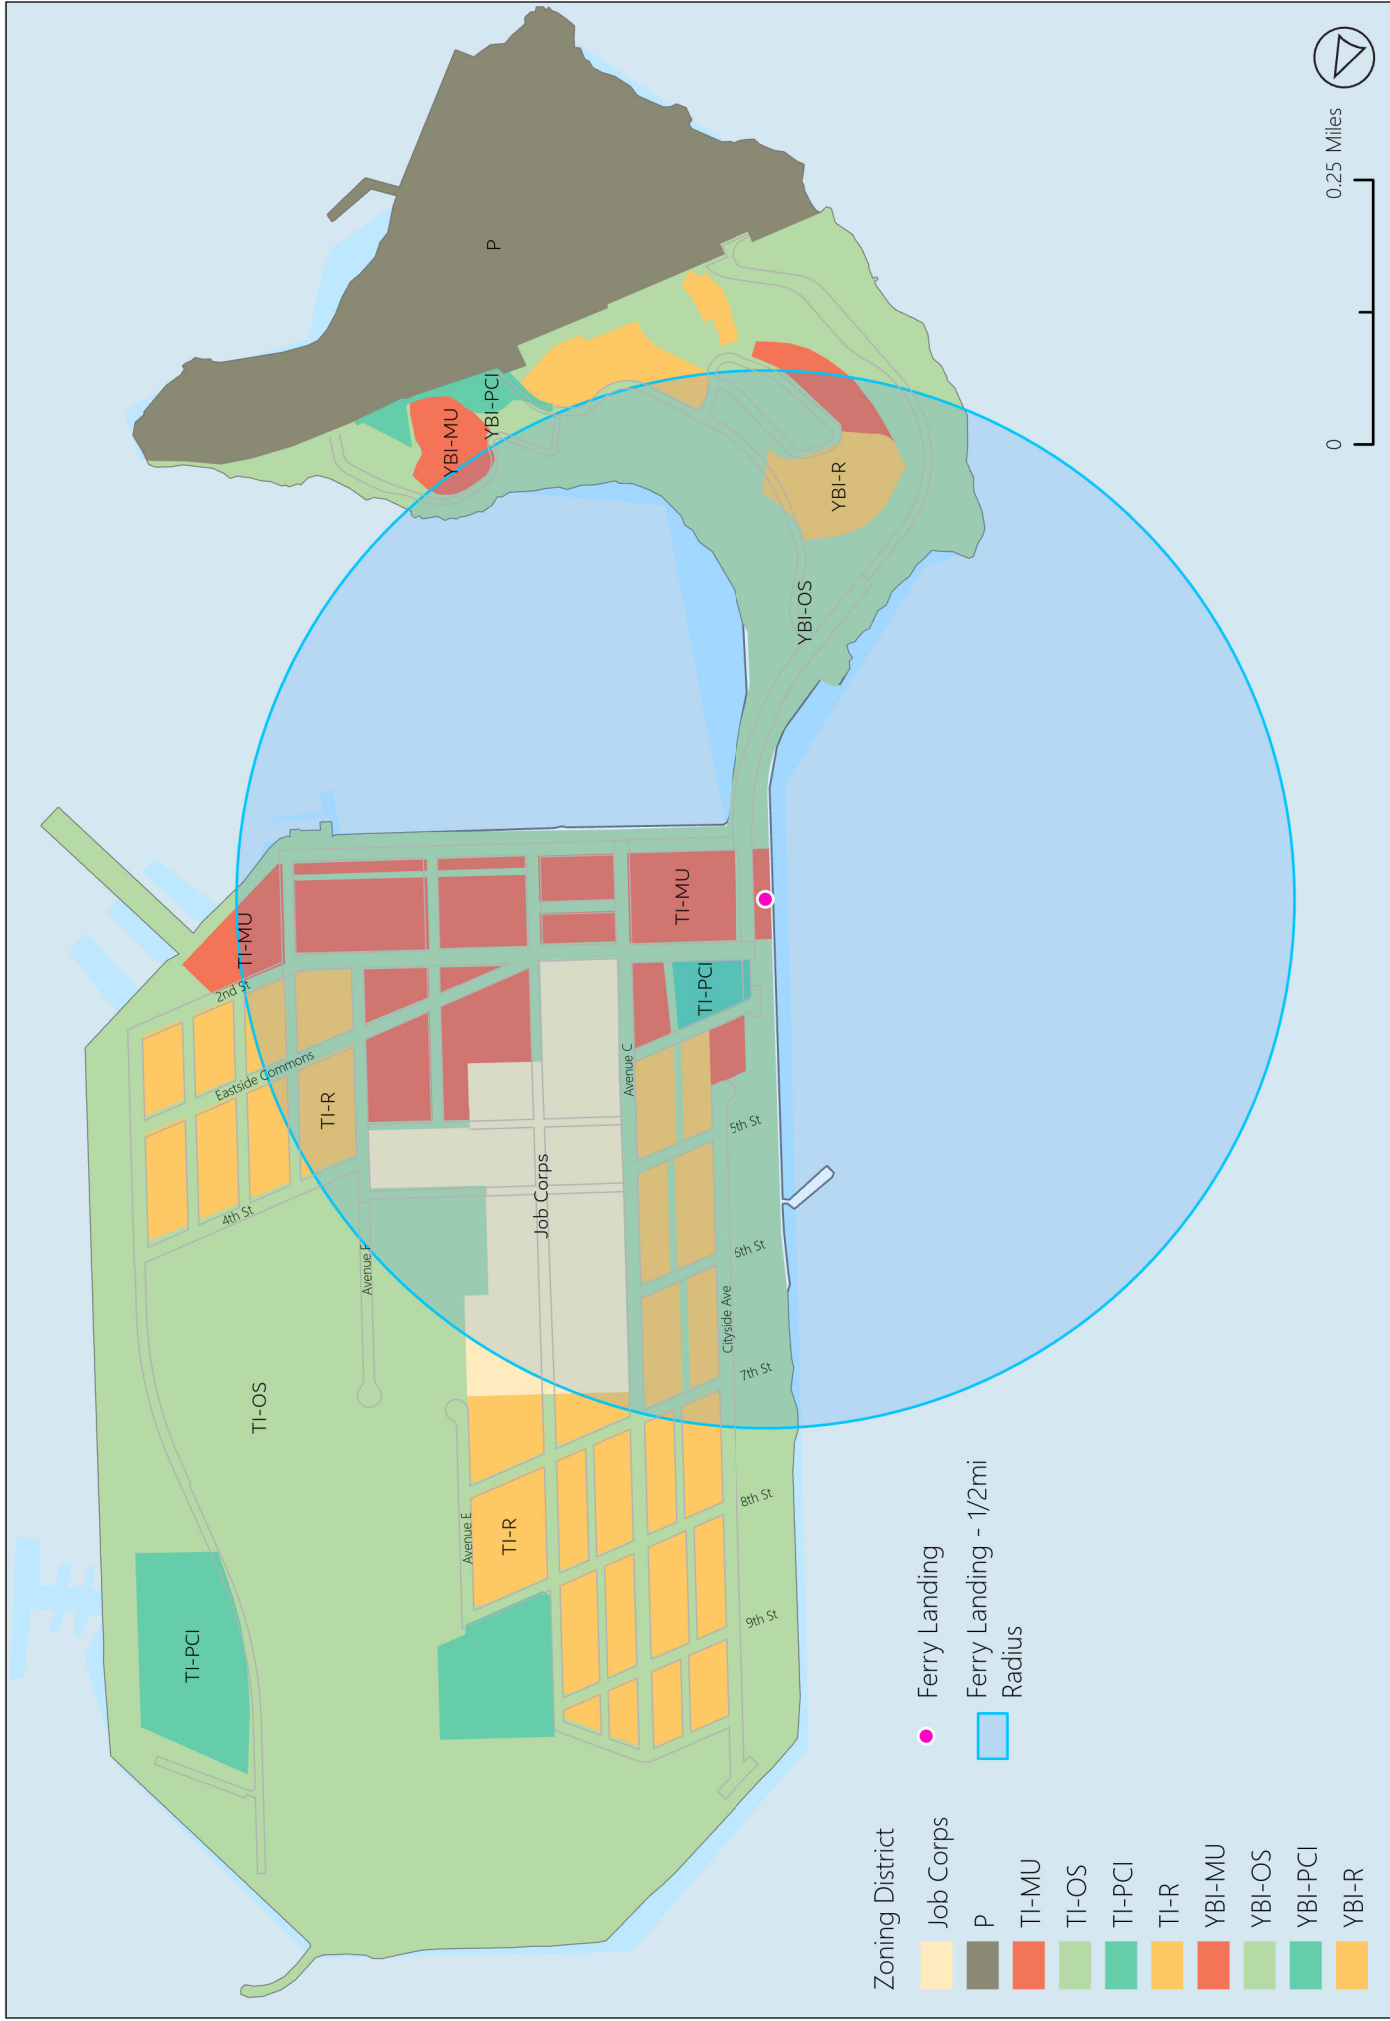 P
YBI-PCI
YBI-MU
YBI-R
YBI-OS
TI-MU
TI-MU
TI-PCI
2nd St
Eastside Commons
TI-R
4th St
Avenue C
5th St
6th St
7th St
8th St
9th St
Cityside Ave
Job Corps
Avenue F
TI-OS
Avenue E
TI-R
TI-PCI
0
0.25 Miles
Ferry Landing
Ferry Landing - 1/2mi
Radius
Zoning District
Job Corps
P
TI-MU
TI-OS
TI-PCI
TI-R
YBI-MU
YBI-OS
YBI-PCI
YBI-R